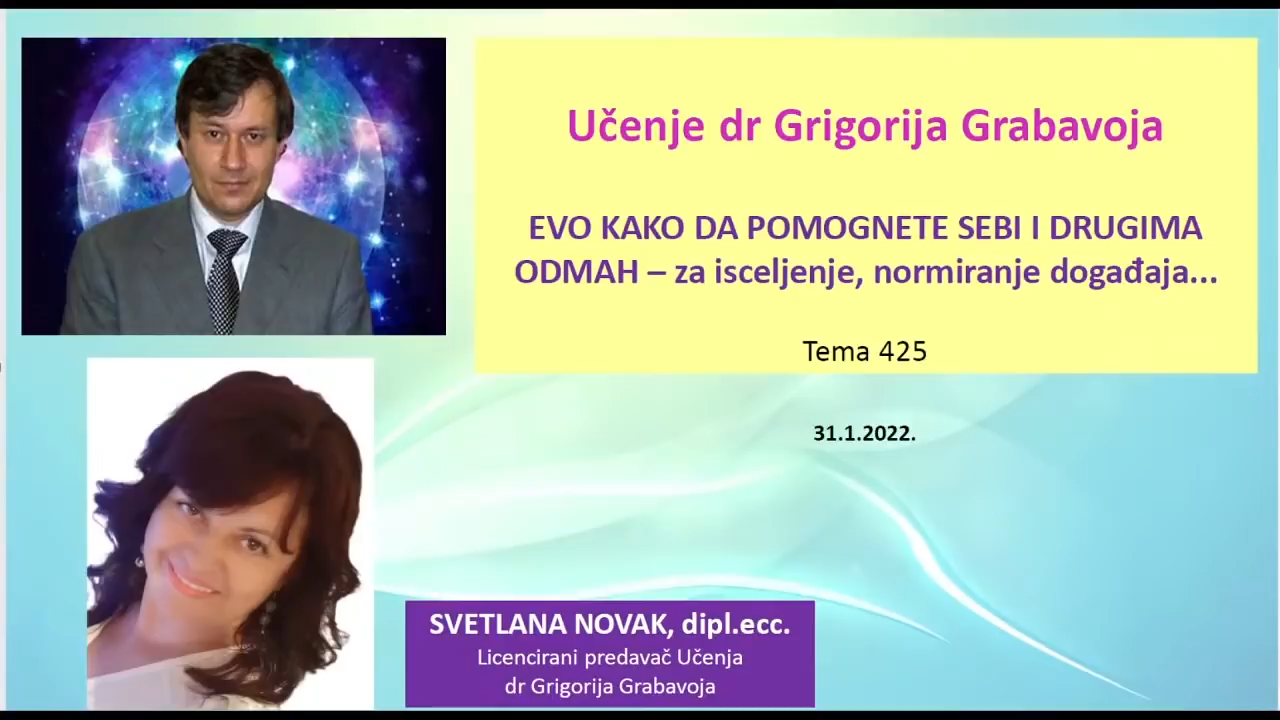 Učenje dr Grigorija Grabavoja
EVO KAKO DA POMOGNETE SEBI I DRUGIMA
ODMAH – za isceljenje, normiranje događaja...
Tema 425
31.1.2022.
SVETLANA NOVAK, dipl.ecc.
Licencirani predavač Učenja
dr Grigorija Grabavoja